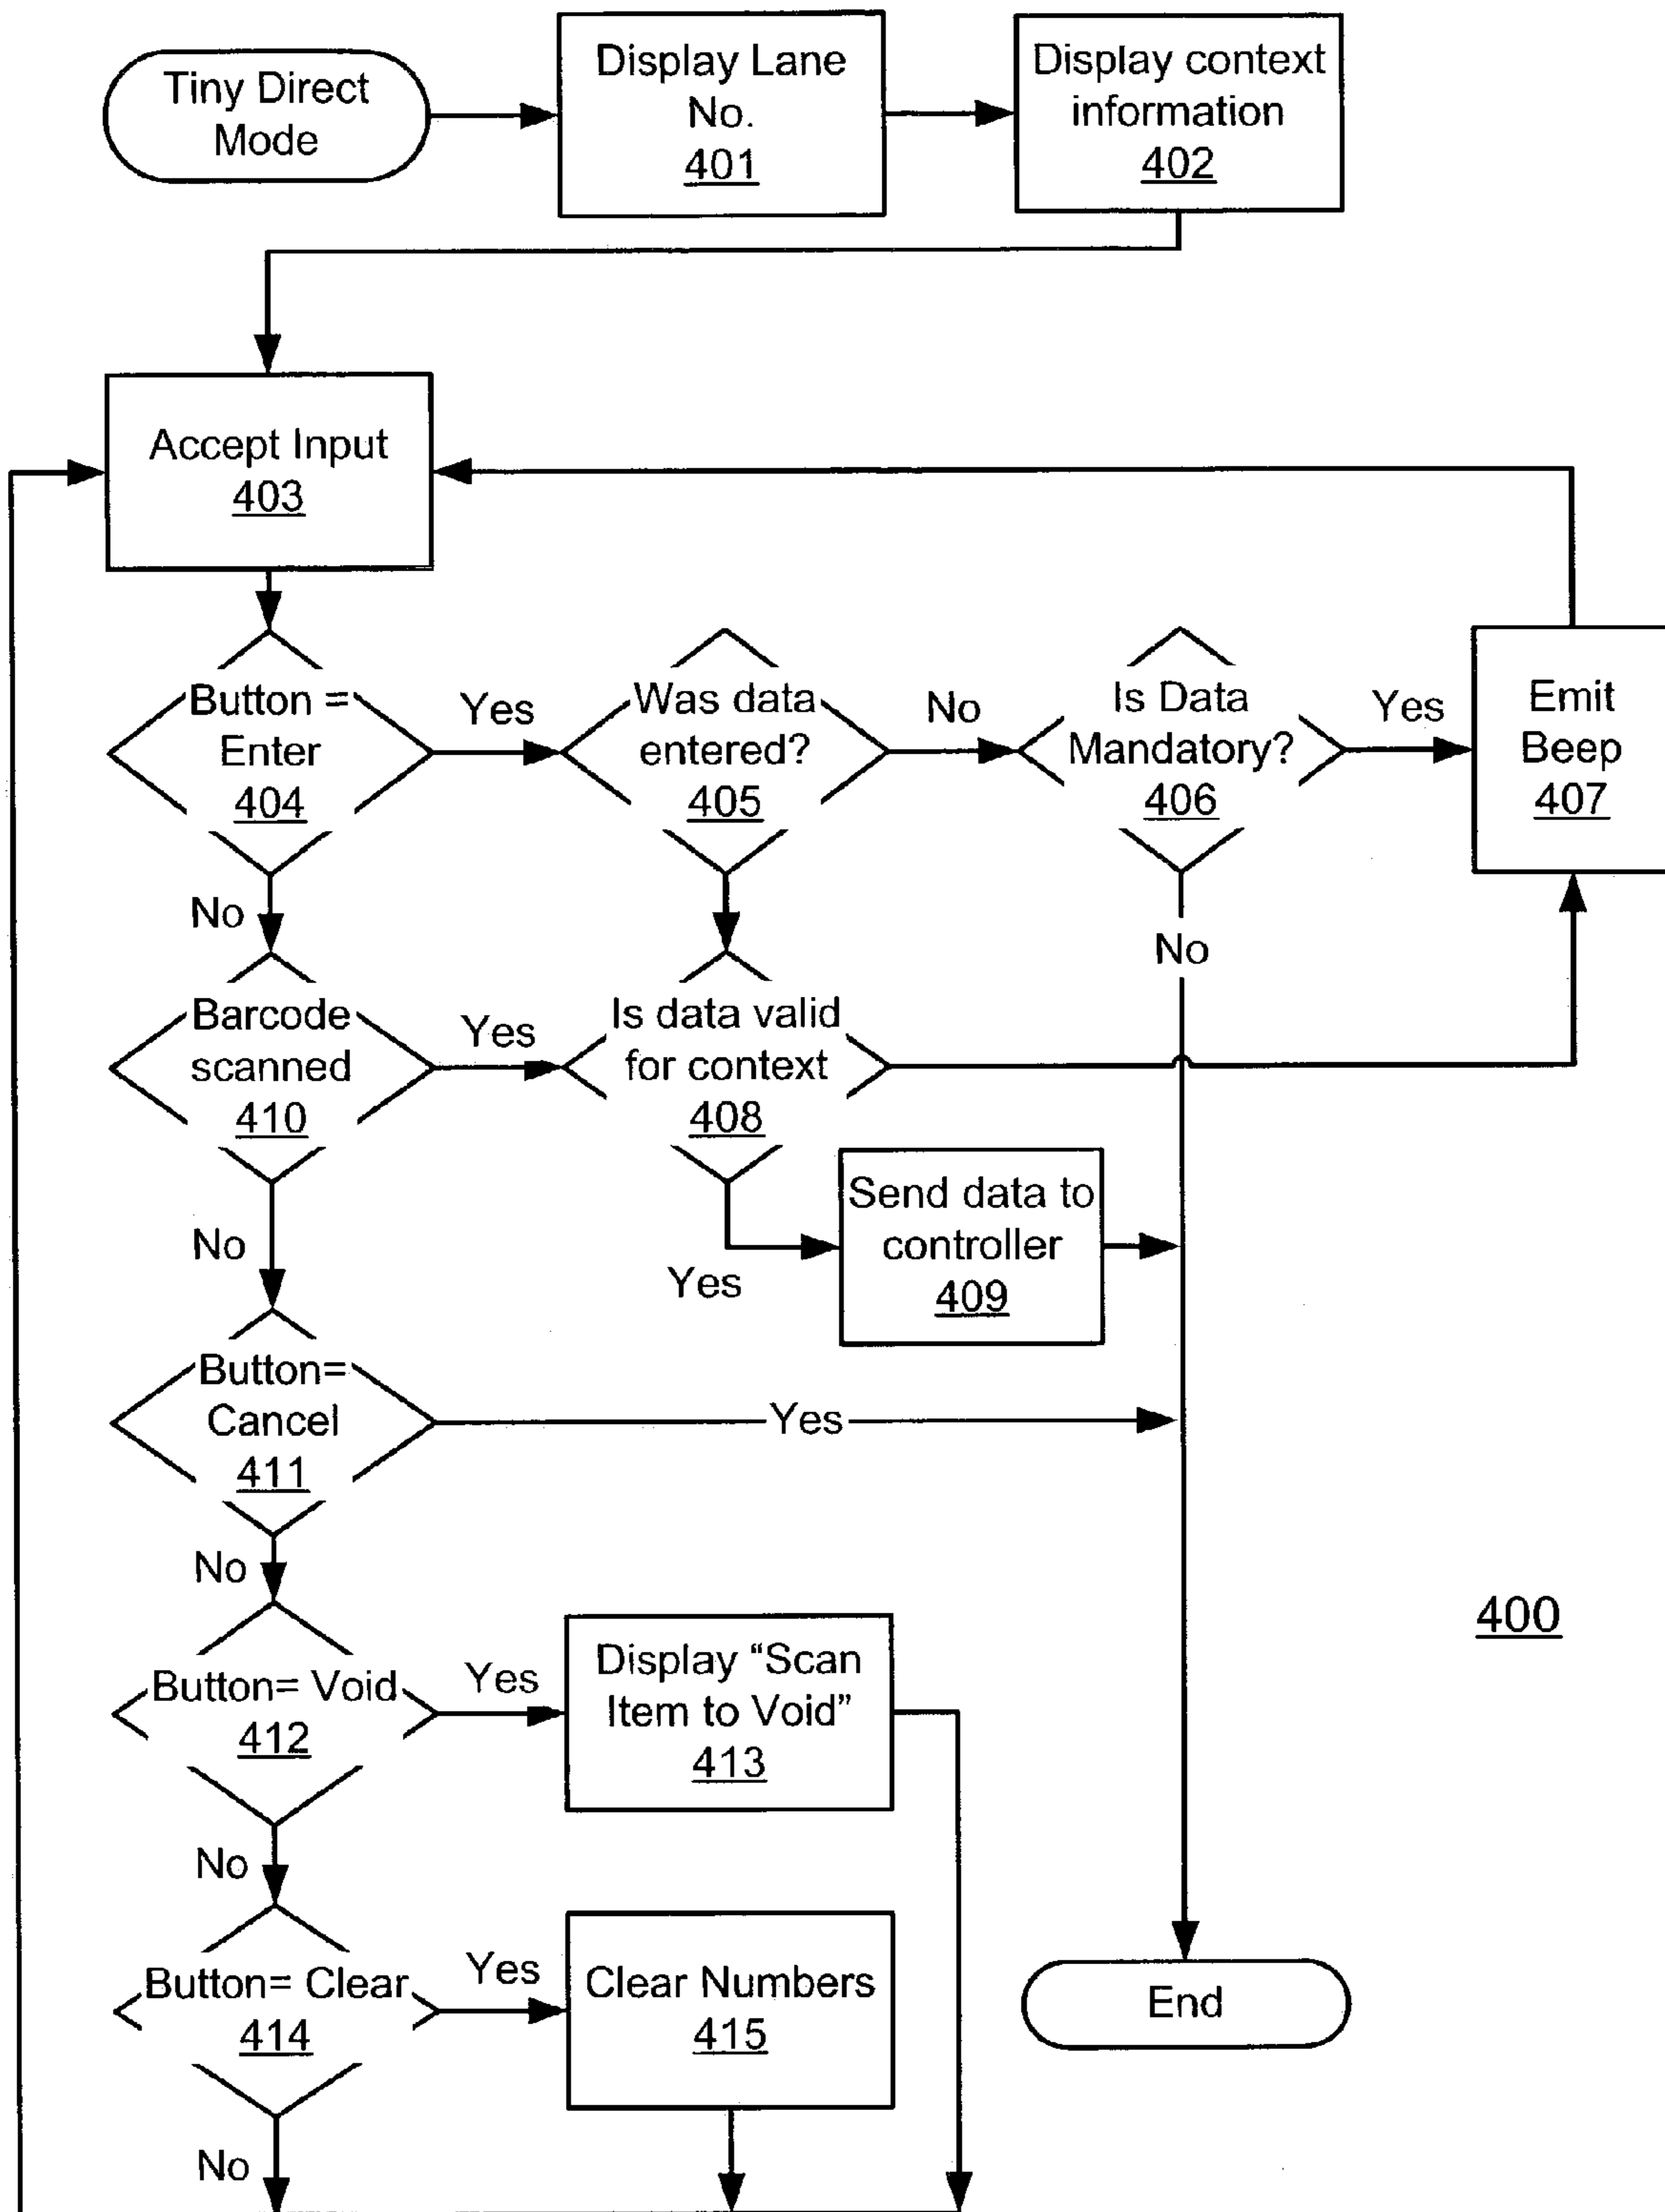 Tiny Direct
Mode
Display Lane
No.
401
Display context
information
402
Accept Input
403
Button =
Enter
404
Yes
Was data
entered?
405
No
Is Data
Mandatory?
406
Yes
Emit
Beep
407
No
No
Barcode
scanned
410
Yes
Is data valid
for context
408
No
Yes
Send data to
controller
409
Button=
Cancel
411
Yes
No
400
Button= Void
412
Yes
Display “Scan
Item to Void”
413
No
Button= Clear
414
Yes
Clear Numbers
415
End
No